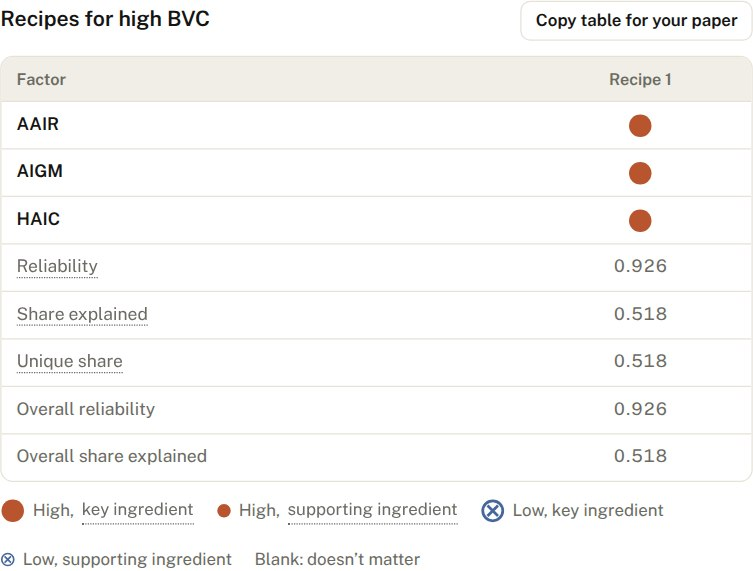 Recipes for high BVC
Copy table for your paper
Factor Recipe 1
AAIR
AIGM
HAIC
Reliability 0.926
Share explained 0.518
Unique share 0.518
Overall reliability 0.926
Overall share explained 0.518
High, key ingredient High, supporting ingredient Low, key ingredient
Low, supporting ingredient Blank: doesn’t matter